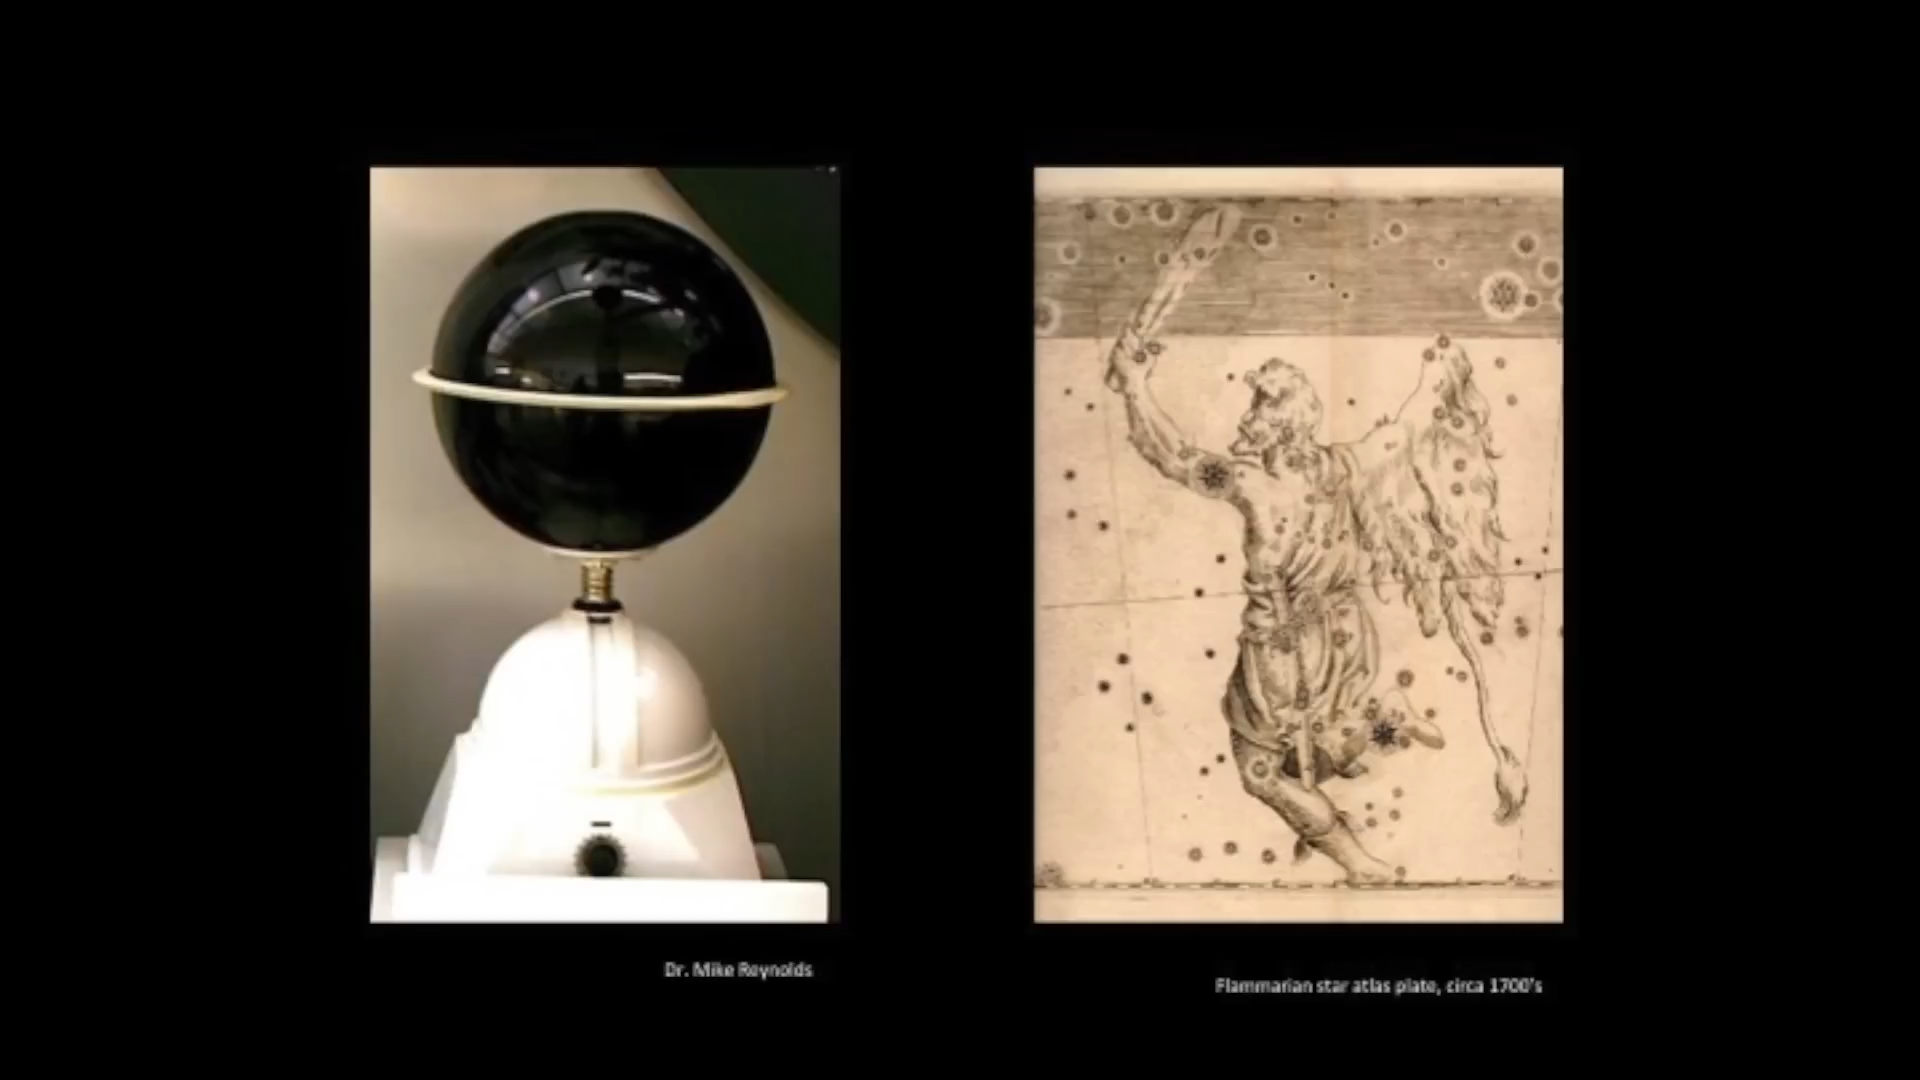 Dr. Mike Reynolds
Flammarian star atlas plate, circa 1700's